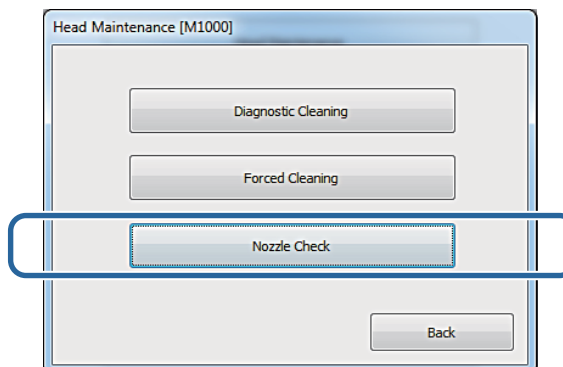 Head Maintenance [M1000]
Diagnostic Cleaning
Forced Cleaning
Nozzle Check
Back